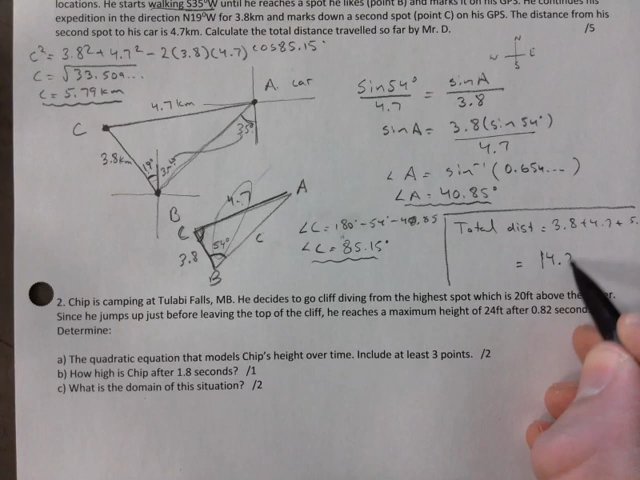 locations. He starts walking S35°W until he reaches a spot he likes (point B) and marks it on his GPS. He continues his
expedition in the direction N19°W for 3.8km and marks down a second spot (point C) on his GPS. The distance from his
second spot to his car is 4.7km. Calculate the total distance travelled so far by Mr. D. /5
c² = 3.8² + 4.7² - 2(3.8)(4.7) cos85.15°
c = √33.509...
c = 5.79 km
N
W E
S
A. car
4.7 km
C
35°
3.8km
19°
35°
B
sin54° = sinA
4.7 3.8
sinA = 3.8(sin 54°)
4.7
∠A = sin⁻¹(0.654...)
∠A = 40.85°
4.7
A
C
3.8
54°
c
B
∠C = 180° - 54° - 40.85
∠C = 85.15°
Total dist = 3.8 + 4.7 + 5.
= 14.2
2. Chip is camping at Tulabi Falls, MB. He decides to go cliff diving from the highest spot which is 20ft above the
Since he jumps up just before leaving the top of the cliff, he reaches a maximum height of 24ft after 0.82 second
Determine:
a) The quadratic equation that models Chip's height over time. Include at least 3 points. /2
b) How high is Chip after 1.8 seconds? /1
c) What is the domain of this situation? /2